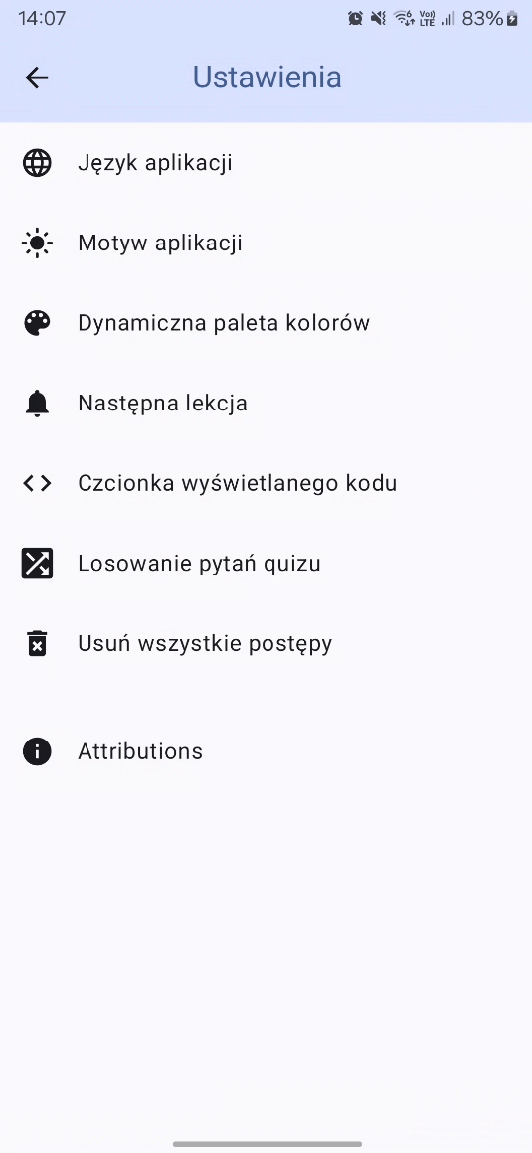 14:07
Vo) LTE
83%
Ustawienia
Język aplikacji
Motyw aplikacji
Dynamiczna paleta kolorów
Następna lekcja
Czcionka wyświetlanego kodu
Losowanie pytań quizu
Usuń wszystkie postępy
Attributions